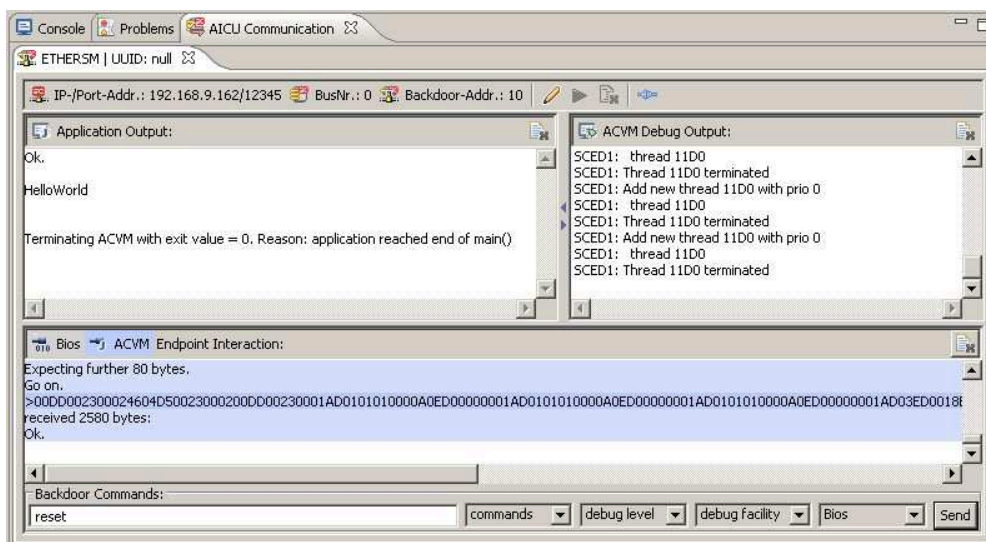 Console Problems AICU Communication
ETHERSM | UUID: null
IP-/Port-Addr.: 192.168.9.162/12345 BusNr.: 0 Backdoor-Addr.: 10
Application Output:
Ok.
HelloWorld
Terminating ACVM with exit value = 0. Reason: application reached end of main()
ACVM Debug Output:
SCED1: thread 11D0
SCED1: Thread 11D0 terminated
SCED1: Add new thread 11D0 with prio 0
SCED1: thread 11D0
SCED1: Thread 11D0 terminated
SCED1: Add new thread 11D0 with prio 0
SCED1: thread 11D0
SCED1: Thread 11D0 terminated
010 Bios ACVM Endpoint Interaction:
Expecting further 80 bytes.
Go on.
>00DD002300024604D50023000200DD00230001AD0101010000A0ED00000001AD0101010000A0ED00000001AD0101010000A0ED00000001AD03ED0018
received 2580 bytes:
Ok.
Backdoor Commands:
reset commands debug level debug facility Bios Send